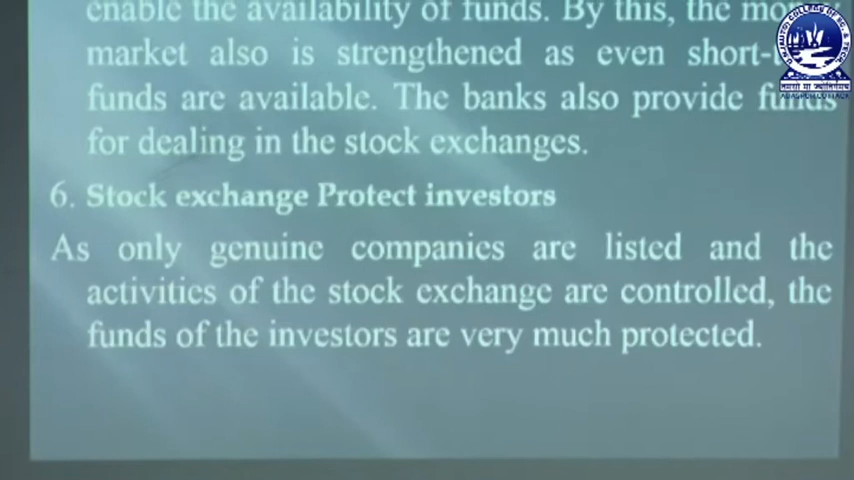 enable the availability of funds. By this, the
market also is strengthened as even
funds are available. The banks also provide funds
for dealing in the stock exchanges.
6. Stock exchange Protect investors
As only genuine companies are listed and the
activities of the stock exchange are controlled, the
funds of the investors are very much protected.